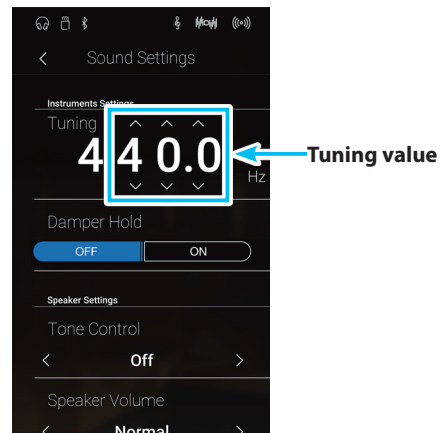 Sound Settings
Instruments Settings
Tuning
440.0
Hz
Tuning value
Damper Hold
OFF ON
Speaker Settings
Tone Control
Off
Speaker Volume
Normal